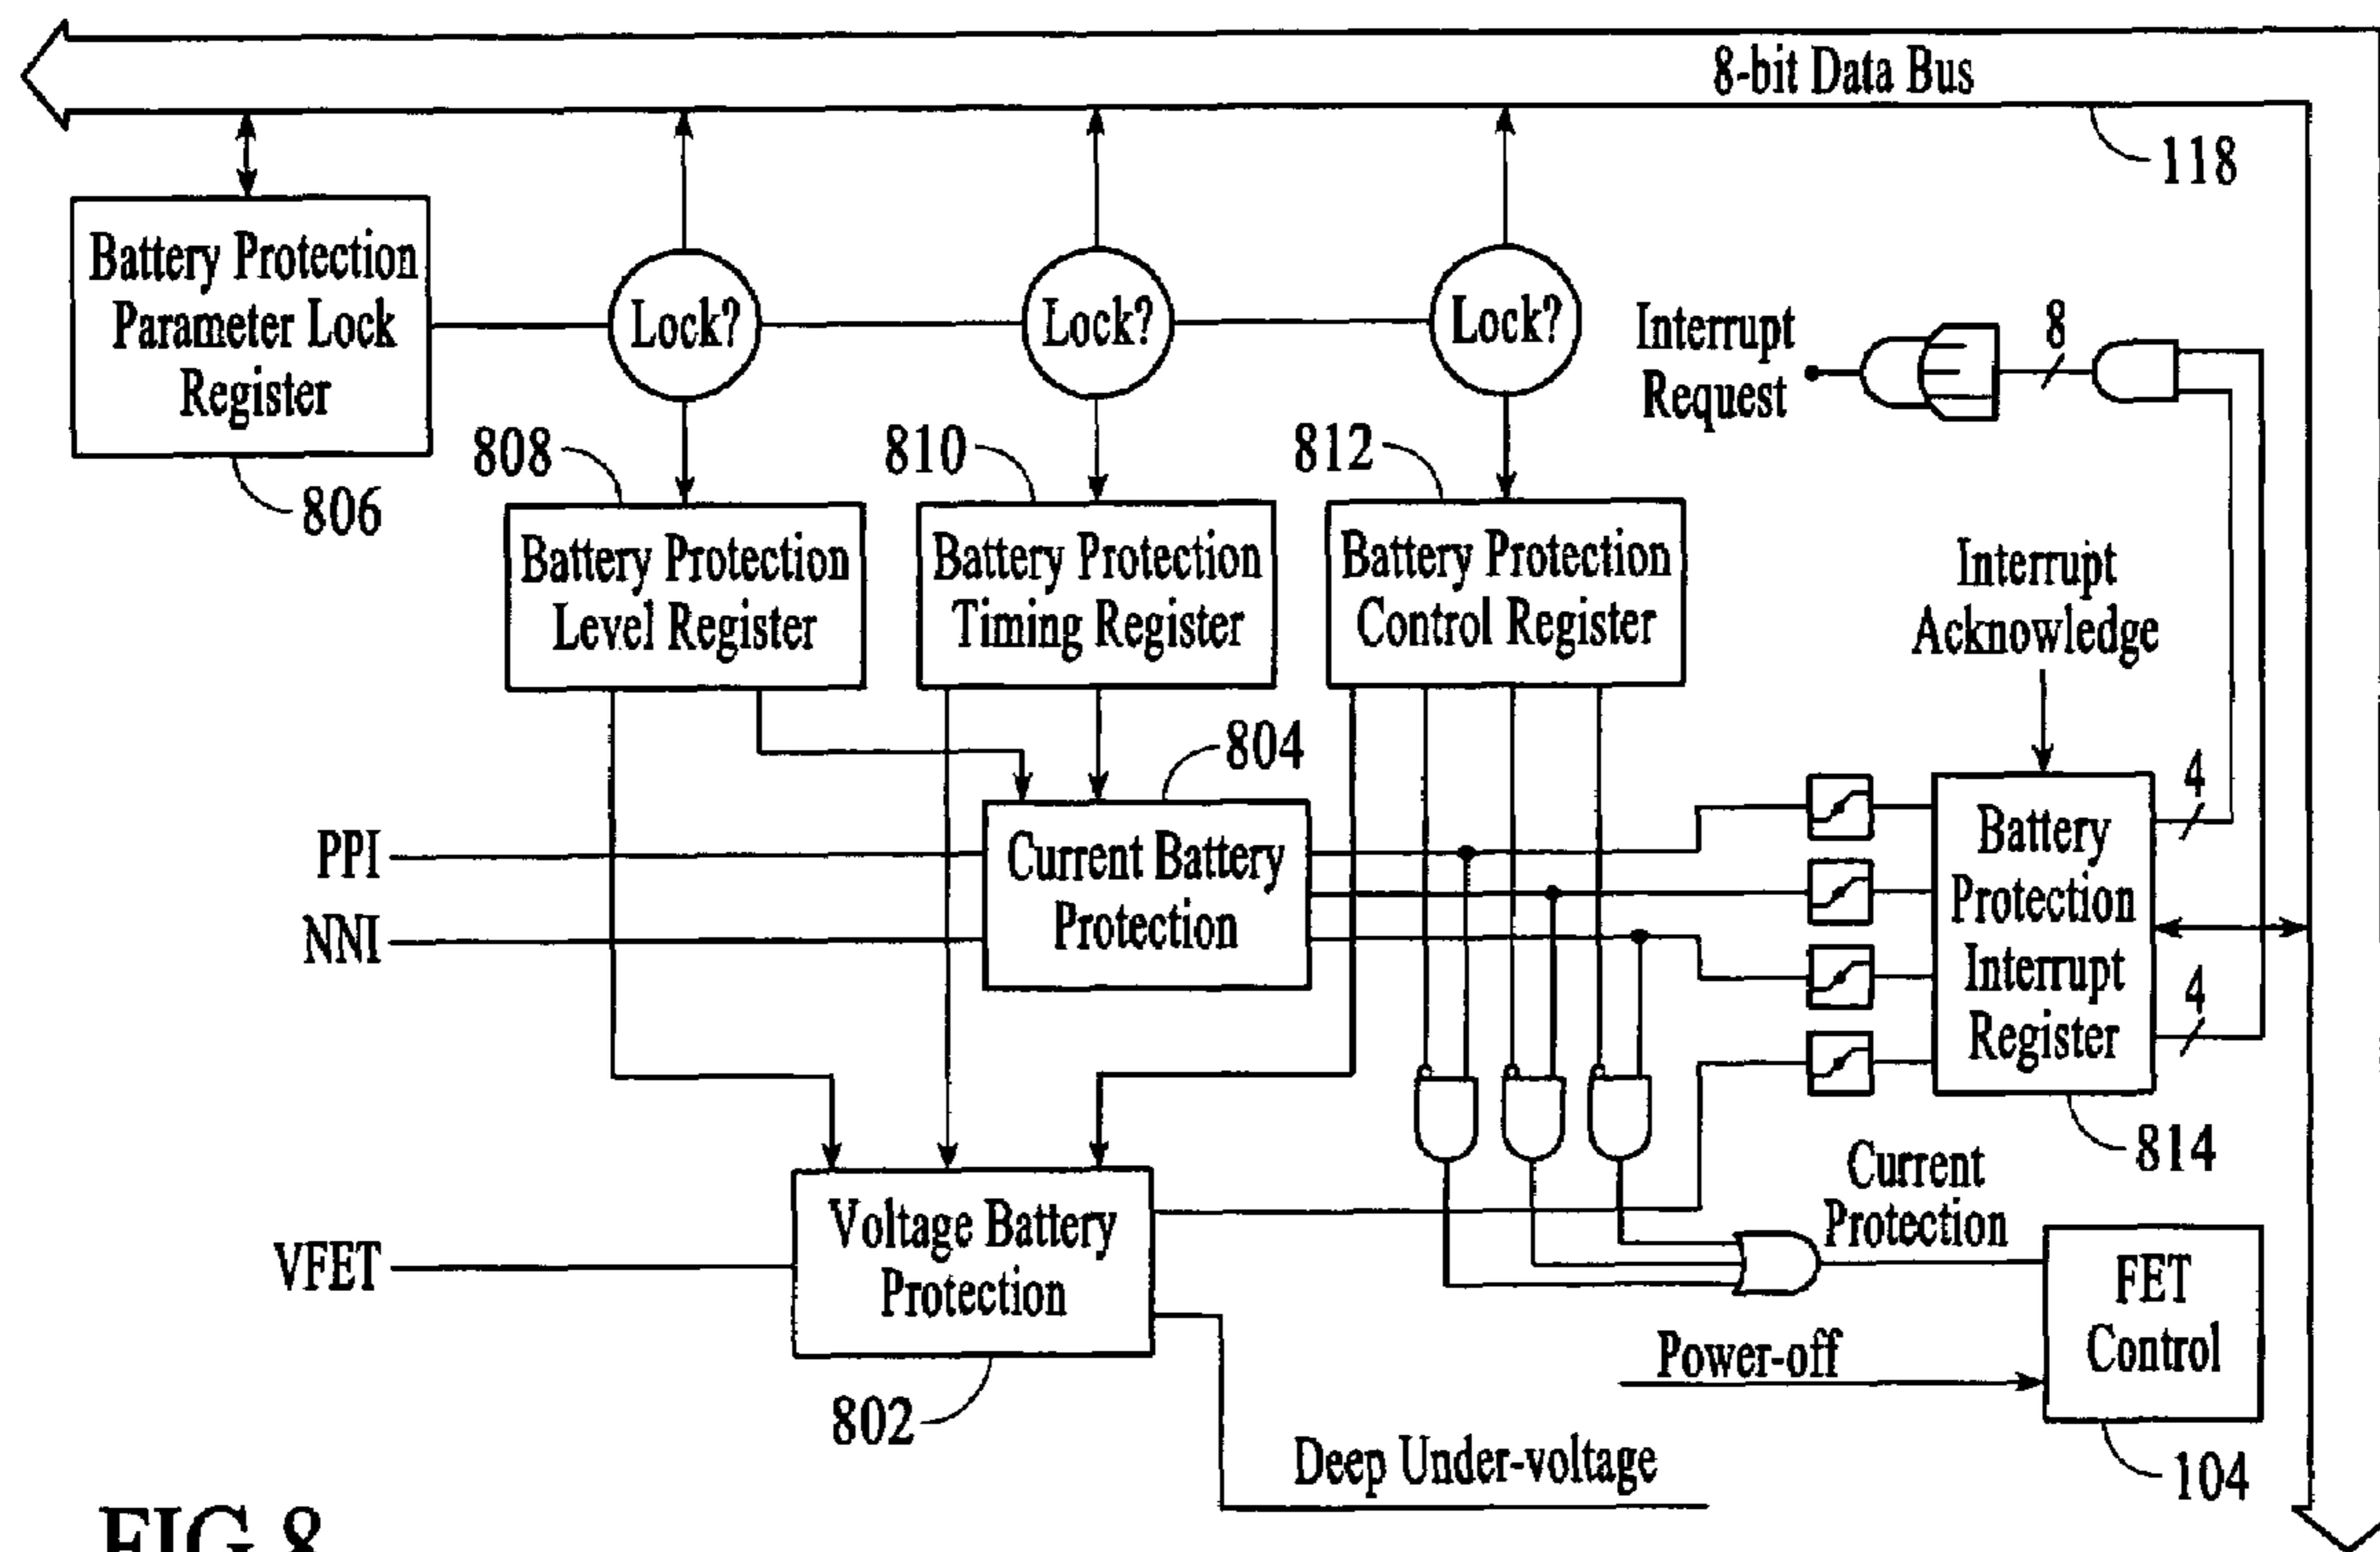 8-bit Data Bus
118
Battery Protection
Parameter Lock
Register
806
Lock?
Lock?
Lock?
Interrupt
Request
8
808
810
812
Battery Protection
Level Register
Battery Protection
Timing Register
Battery Protection
Control Register
Interrupt
Acknowledge
804
4
PPI
NNI
Current Battery
Protection
Battery
Protection
Interrupt
Register
4
814
Current
Protection
VFET
Voltage Battery
Protection
802
FET
Control
Power-off
104
Deep Under-voltage
FIG.8